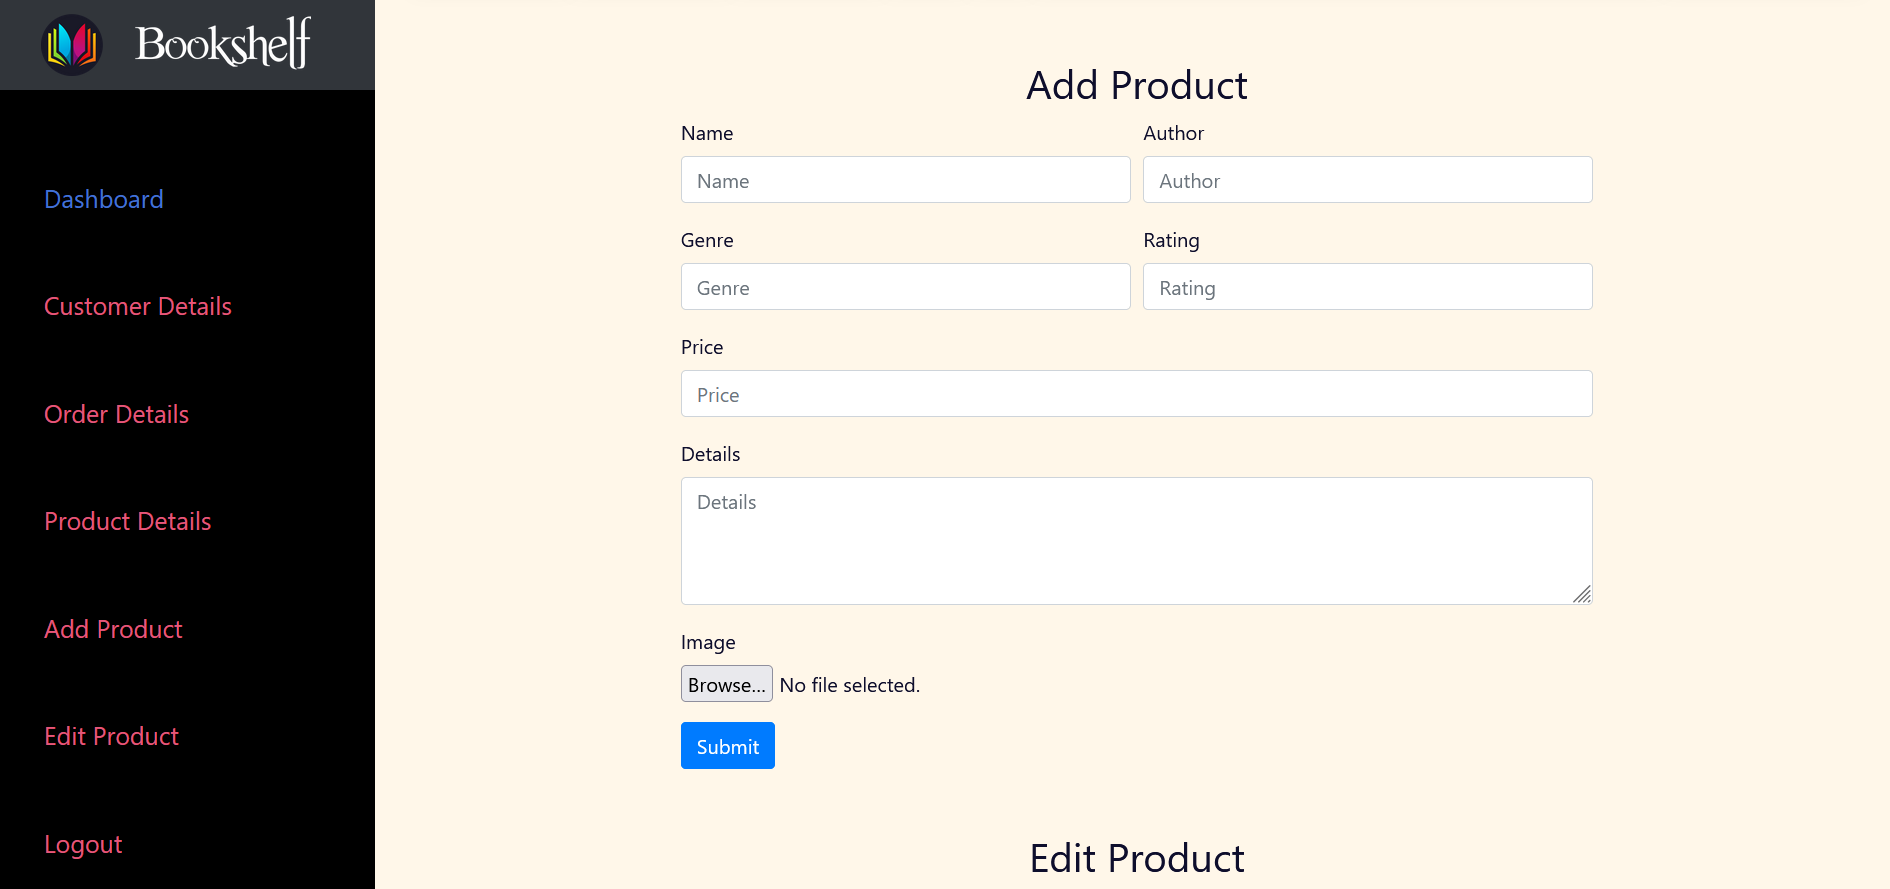 Bookshelf
Dashboard
Customer Details
Order Details
Product Details
Add Product
Edit Product
Logout
Add Product
Name Author
Name Author
Genre Rating
Genre Rating
Price
Price
Details
Details
Image
Browse... No file selected.
Submit
Edit Product